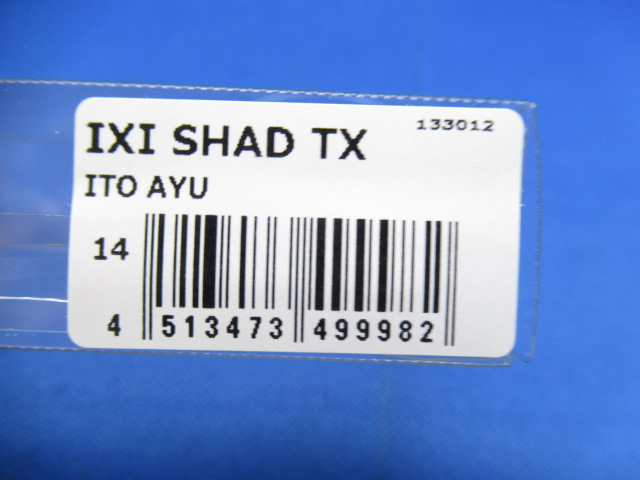 133012
IXI SHAD TX
ITO AYU
14
4 513473 499982